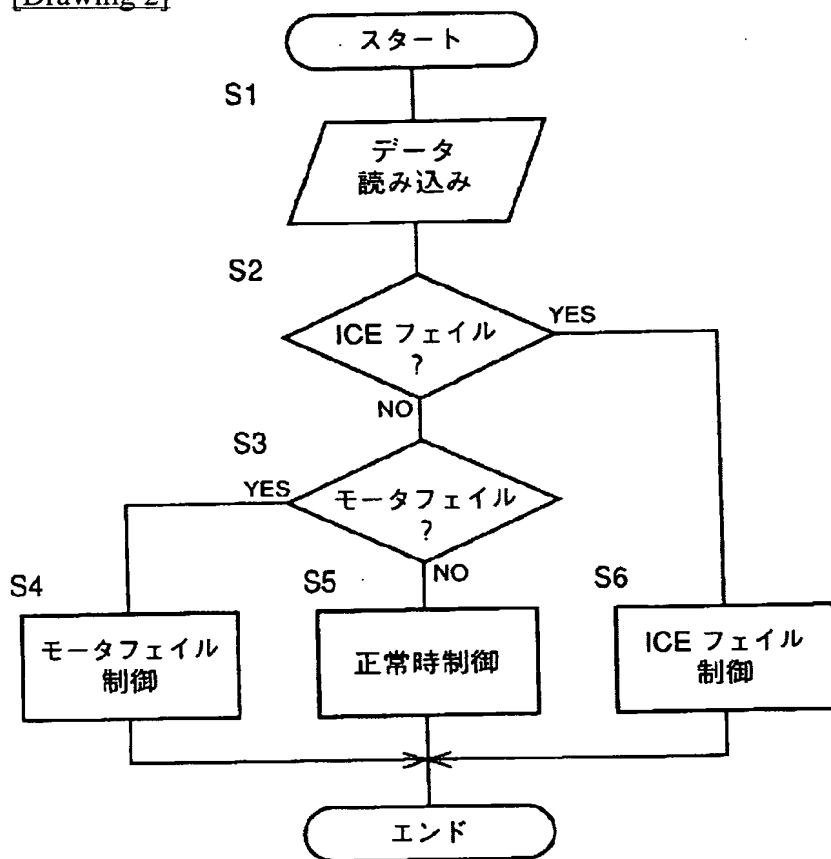 [Drawing 2]
スタート
S1
データ
読み込み
S2
ICE フェイル
?
YES
NO
S3
モータフェイル
?
YES
NO
S4
モータフェイル
制御
S5
正常時制御
S6
ICE フェイル
制御
エンド